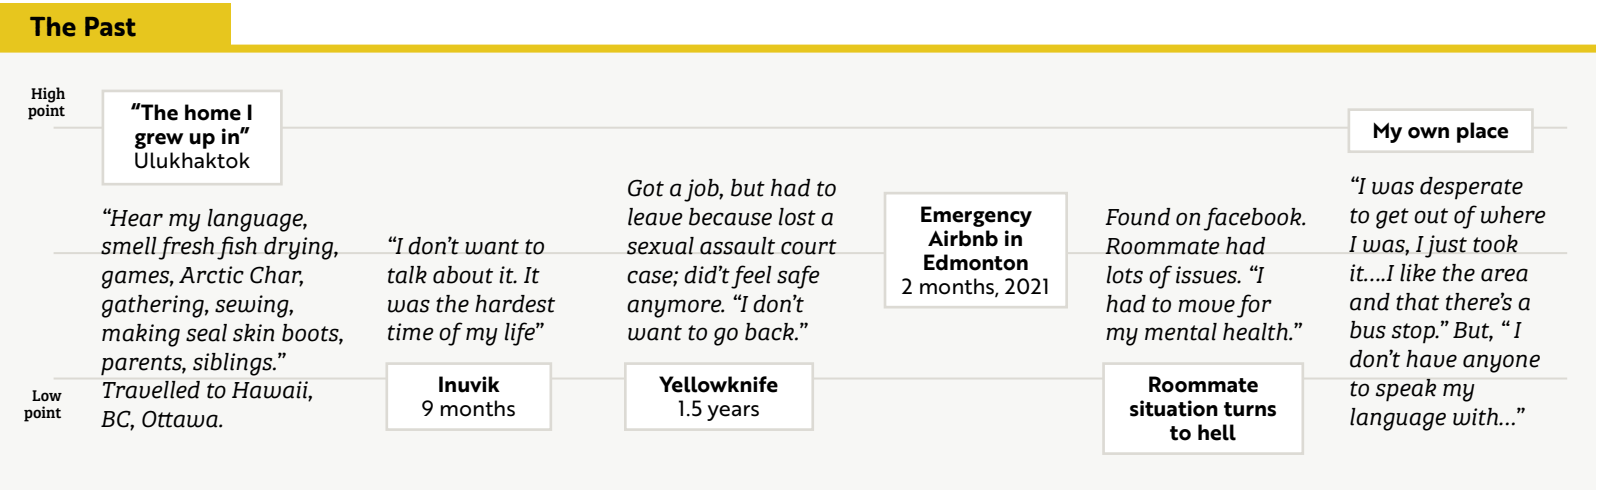 The Past
High
point
“The home I
grew up in”
Ulukhaktok
“Hear my language,
smell fresh fish drying,
games, Arctic Char,
gathering, sewing,
making seal skin boots,
parents, siblings.”
Travelled to Hawaii,
BC, Ottawa.
“I don’t want to
talk about it. It
was the hardest
time of my life”
Inuvik
9 months
Got a job, but had to
leave because lost a
sexual assault court
case; did’t feel safe
anymore. “I don’t
want to go back.”
Yellowknife
1.5 years
Emergency
Airbnb in
Edmonton
2 months, 2021
Found on facebook.
Roommate had
lots of issues. “I
had to move for
my mental health.”
Roommate
situation turns
to hell
My own place
“I was desperate
to get out of where
I was, I just took
it....I like the area
and that there’s a
bus stop.” But, “ I
don’t have anyone
to speak my
language with...”
Low
point